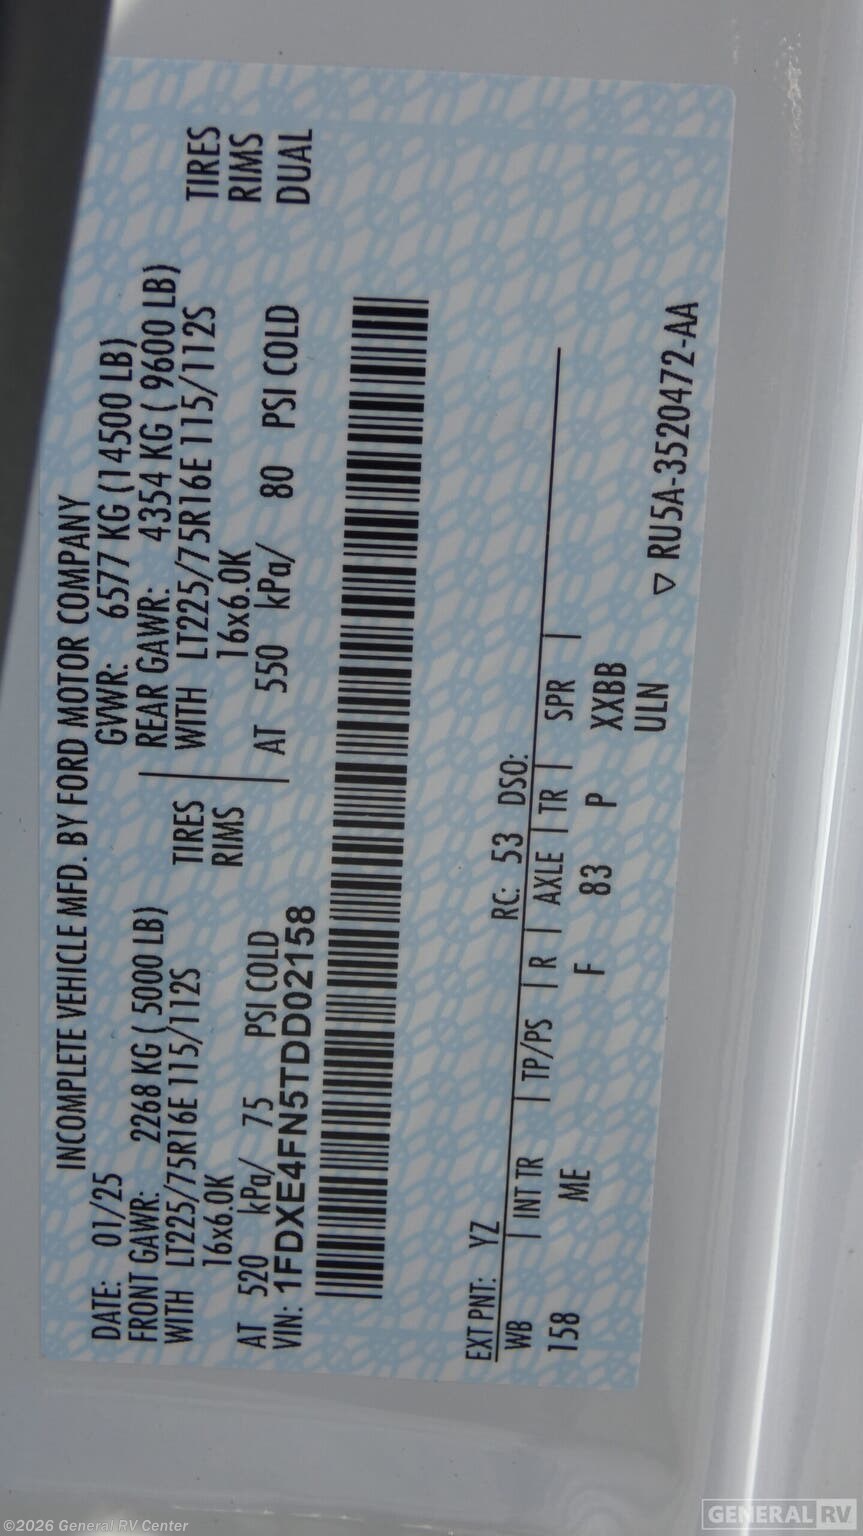 INCOMPLETE VEHICLE MFD. BY FORD MOTOR COMPANY
DATE: 01/25 GVWR: 6577 KG (14500 LB)
FRONT GAWR: 2268 KG ( 5000 LB) REAR GAWR: 4354 KG ( 9600 LB)
WITH LT225/75R16E 115/112S TIRES WITH LT225/75R16E 115/112S TIRES
16x6.0K RIMS 16x6.0K RIMS
AT 520 kPa/ 75 PSI COLD AT 550 kPa/ 80 PSI COLD DUAL
VIN: 1FDXE4FN5TDD02158
EXT PNT: YZ RC: 53 DSO:
WB | INT TR | TP/PS | R | AXLE | TR | SPR |
158 ME F 83 P XXBB
ULN
▽ RU5A-3520472-AA
©2026 General RV Center
GENERAL RV